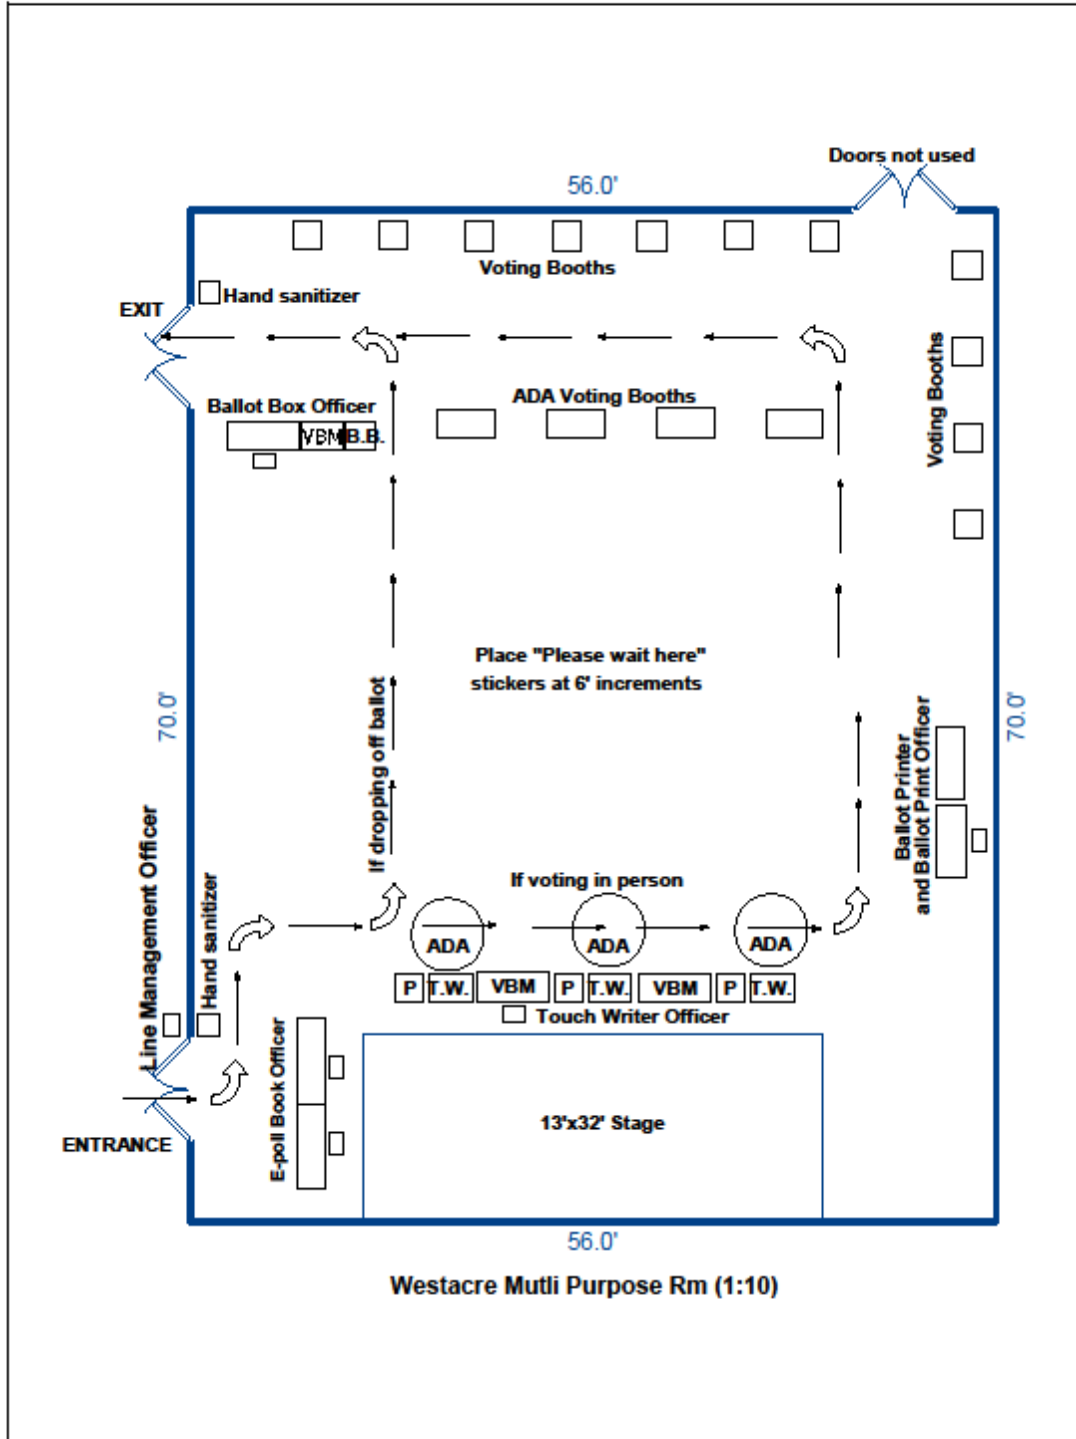 Doors not used
56.0'
Voting Booths
Hand sanitizer
EXIT
Voting Booths
ADA Voting Booths
Ballot Box Officer
VBM B.B.
Place "Please wait here"
stickers at 6' increments
70.0'
70.0'
If dropping off ballot
Ballot Printer
and Ballot Print Officer
Line Management Officer
Hand sanitizer
If voting in person
ADA ADA ADA
P T.W. VBM P T.W. VBM P T.W.
Touch Writer Officer
E-poll Book Officer
13'x32' Stage
ENTRANCE
56.0'
Westacre Mutli Purpose Rm (1:10)